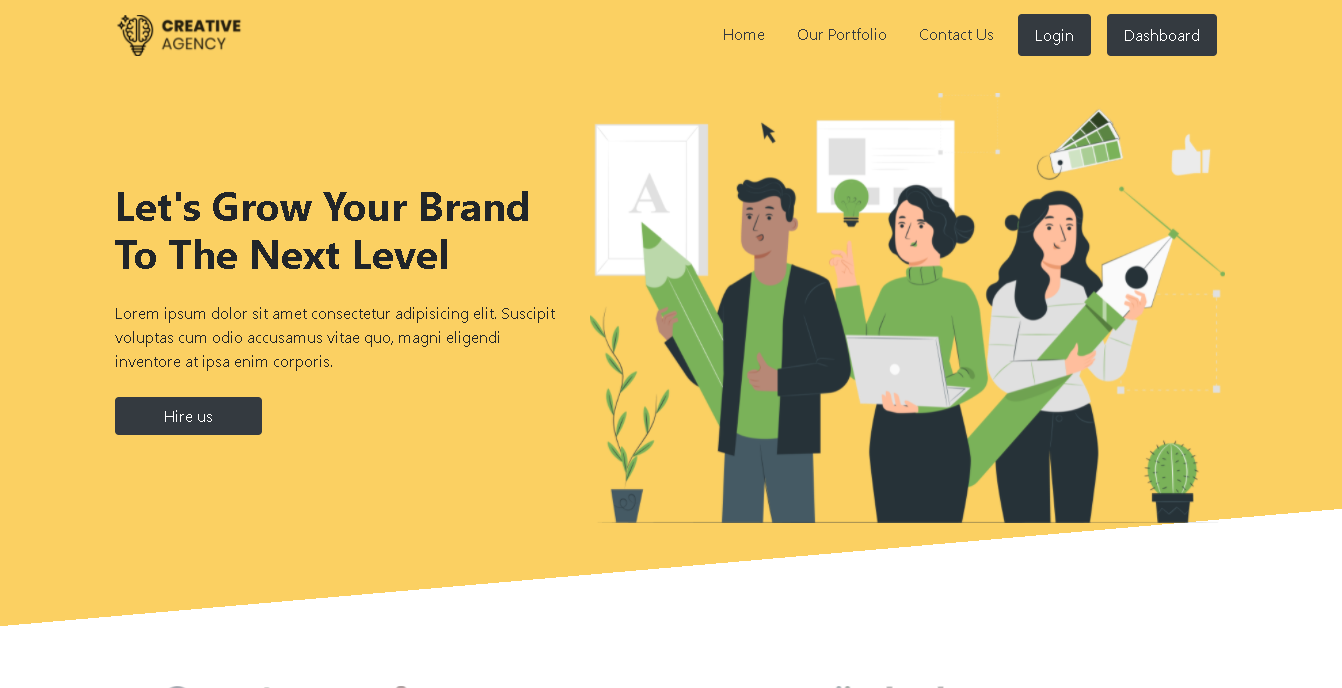 CREATIVE
AGENCY
Home Our Portfolio Contact Us Login Dashboard
A
Let's Grow Your Brand
To The Next Level
Lorem ipsum dolor sit amet consectetur adipisicing elit. Suscipit
voluptas cum odio accusamus vitae quo, magni eligendi
inventore at ipsa enim corporis.
Hire us